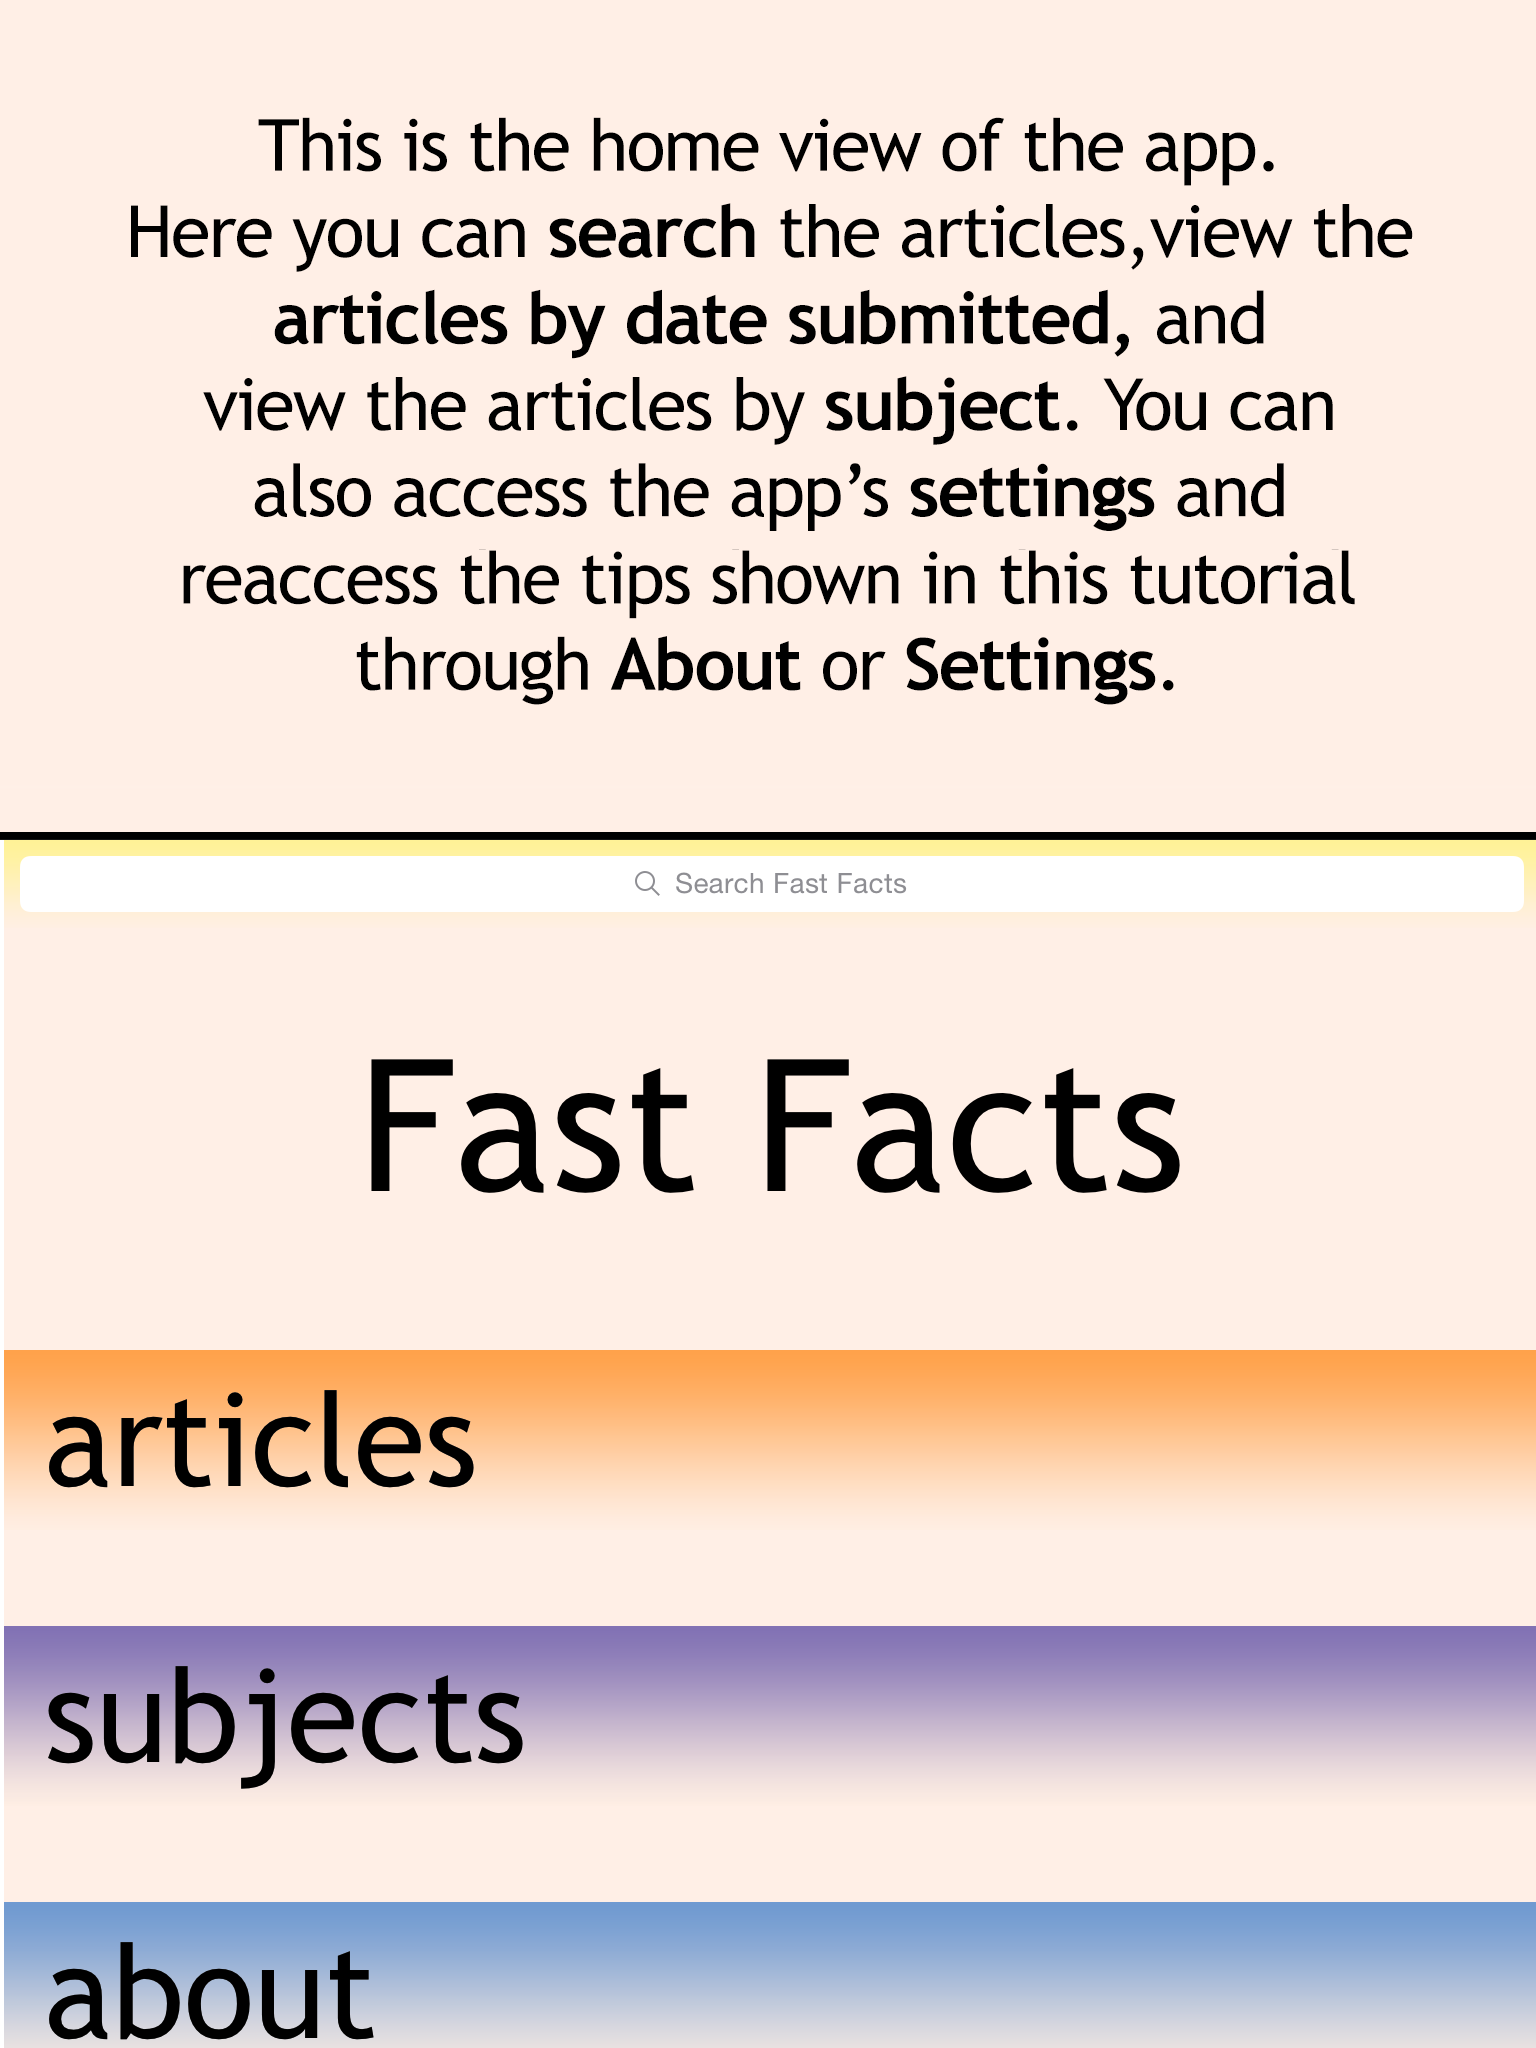 This is the home view of the app.
Here you can search the articles,view the
articles by date submitted, and
view the articles by subject. You can
also access the app’s settings and
reaccess the tips shown in this tutorial
through About or Settings.
Search Fast Facts
Fast Facts
articles
subjects
about